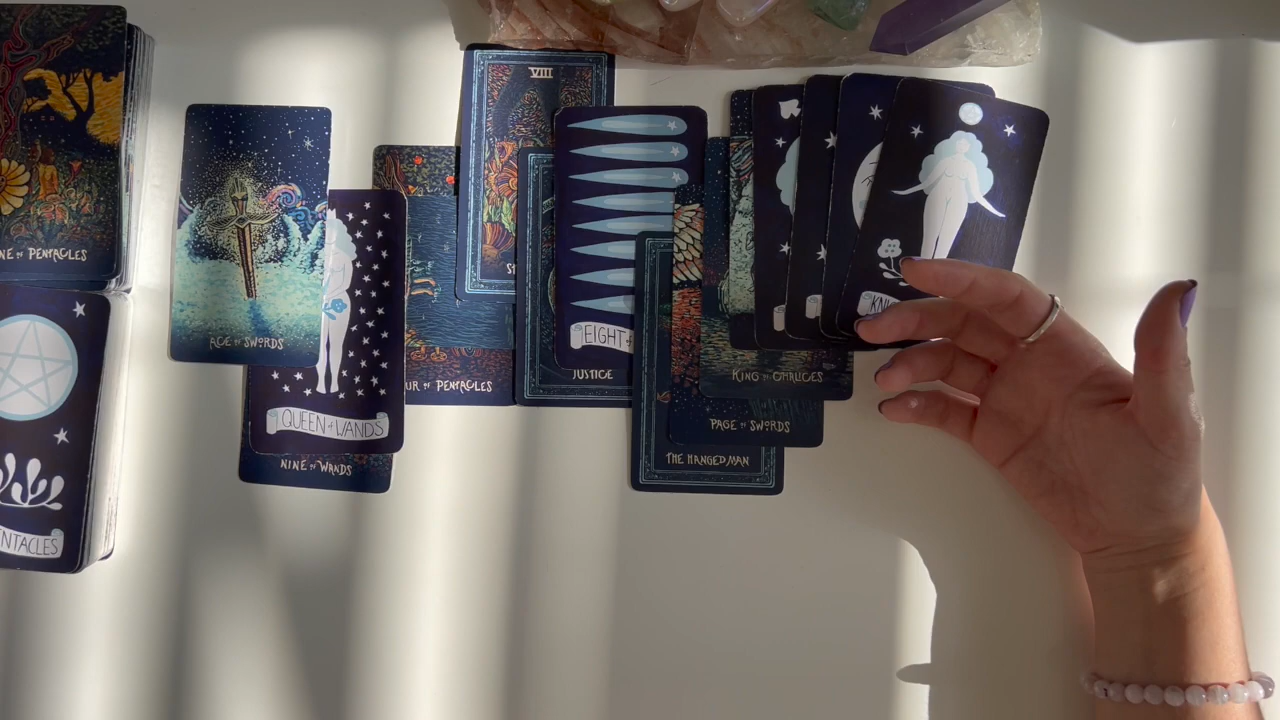 NE OF PENTACLES
NTACLES
ACE OF SWORDS
QUEEN OF WANDS
NINE OF WANDS
UR OF PENTACLES
VIII
S
JUSTICE
EIGHT
KING OF CHALICES
PAGE OF SWORDS
THE HANGED MAN
KNI